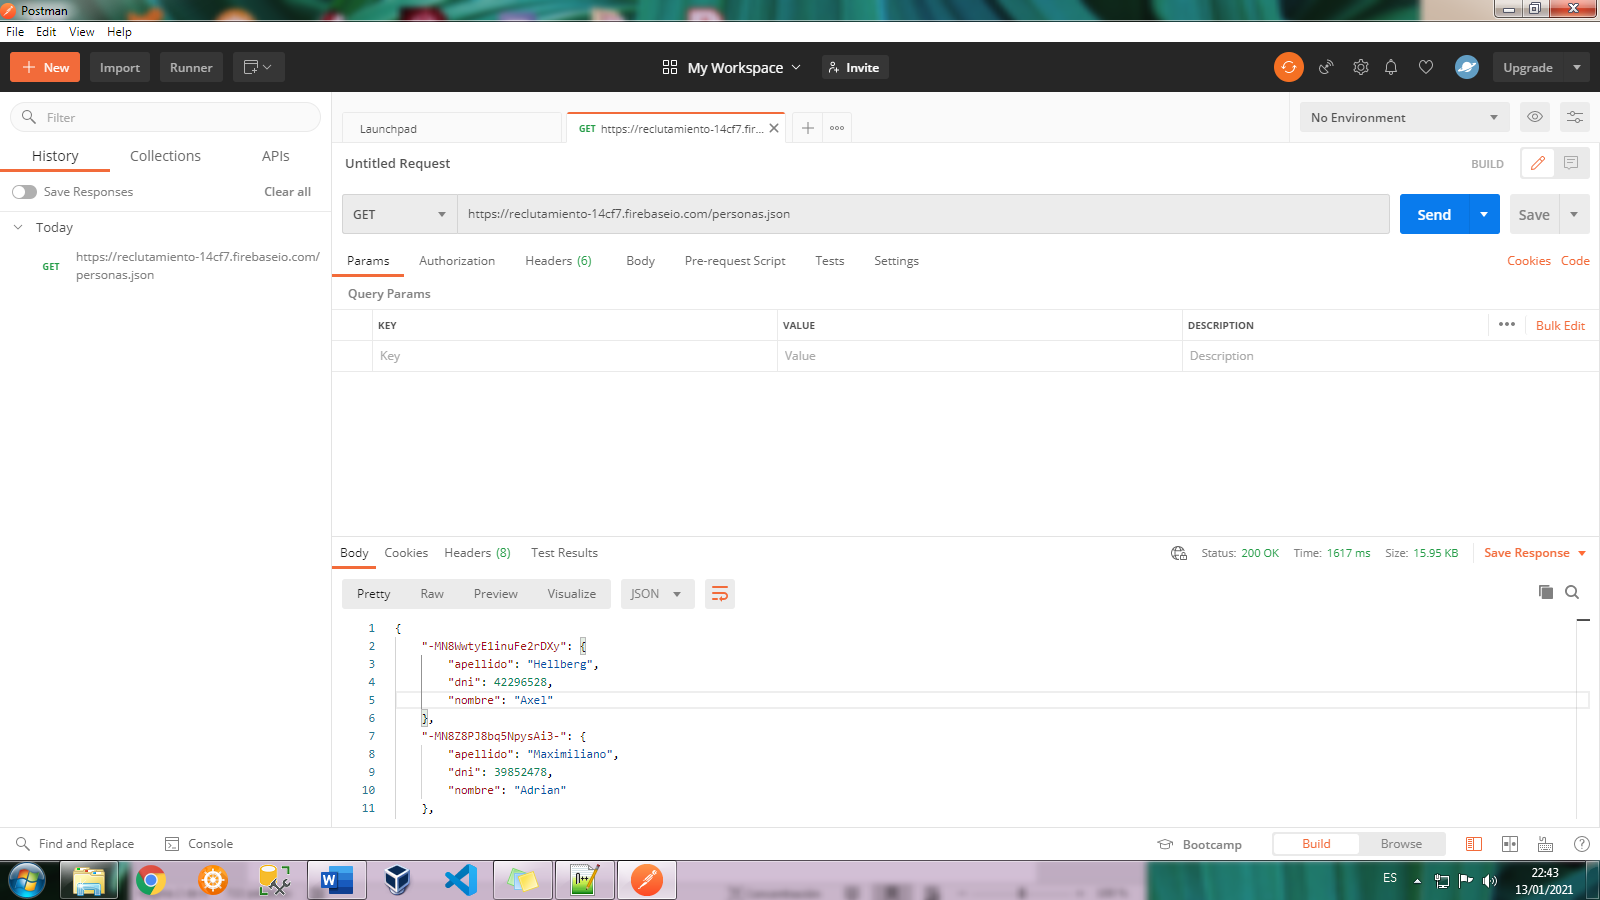 Postman
File Edit View Help
New Import Runner My Workspace Invite Upgrade
Filter
History Collections APIs
Save Responses Clear all
Today
GET https://reclutamiento-14cf7.firebaseio.com/
personas.json
Launchpad GET https://reclutamiento-14cf7.fir... No Environment
Untitled Request BUILD
GET https://reclutamiento-14cf7.firebaseio.com/personas.json Send Save
Params Authorization Headers (6) Body Pre-request Script Tests Settings Cookies Code
Query Params
KEY VALUE DESCRIPTION Bulk Edit
Key Value Description
Body Cookies Headers (8) Test Results Status: 200 OK Time: 1617 ms Size: 15.95 KB Save Response
Pretty Raw Preview Visualize JSON
1 {
2 "-MN8WwtyE1inuFe2rDXy": {
3 "apellido": "Hellberg",
4 "dni": 42296528,
5 "nombre": "Axel"
6 },
7 "-MN8Z8PJ8bq5NpysAi3-": {
8 "apellido": "Maximiliano",
9 "dni": 39852478,
10 "nombre": "Adrian"
11 },
Find and Replace Console Bootcamp Build Browse
ES 22:43
13/01/2021